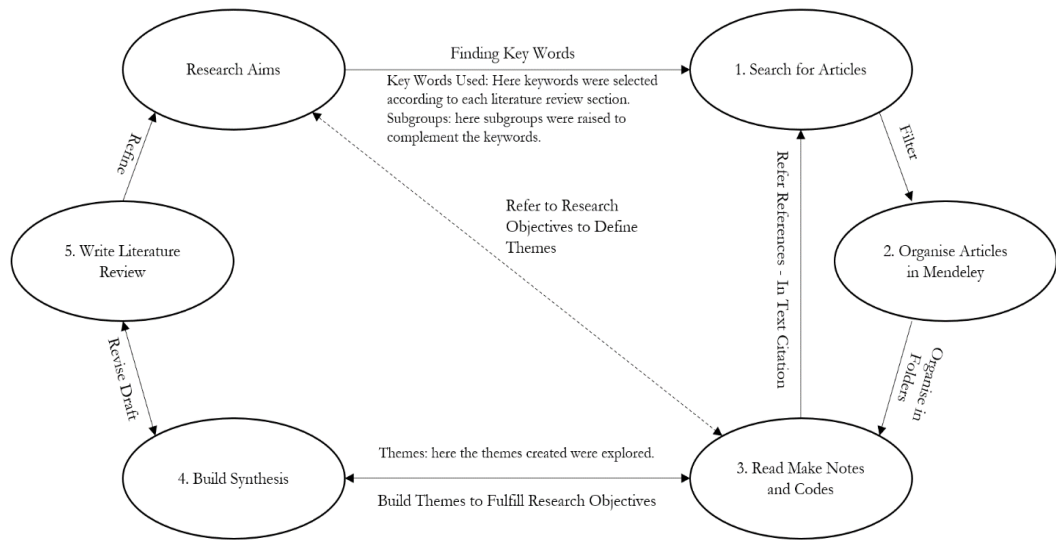 Research Aims
Finding Key Words
Key Words Used: Here keywords were selected
according to each literature review section.
Subgroups: here subgroups were raised to
complement the keywords.
1. Search for Articles
Filter
Refine
Refer to Research
Objectives to Define
Themes
Refer References - In Text Citation
5. Write Literature
Review
2. Organise Articles
in Mendeley
Revise Draft
Organise in
Folders
4. Build Synthesis
Themes: here the themes created were explored.
Build Themes to Fulfill Research Objectives
3. Read Make Notes
and Codes